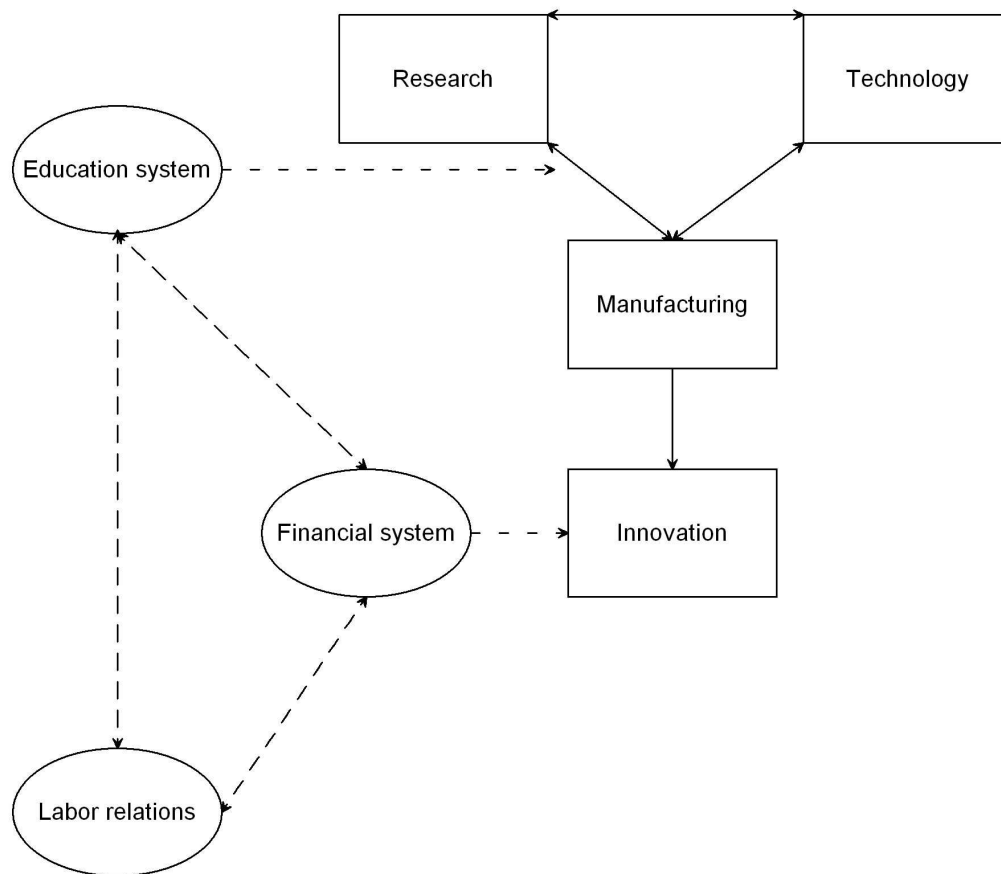 Research
Technology
Education system
Manufacturing
Financial system
Innovation
Labor relations